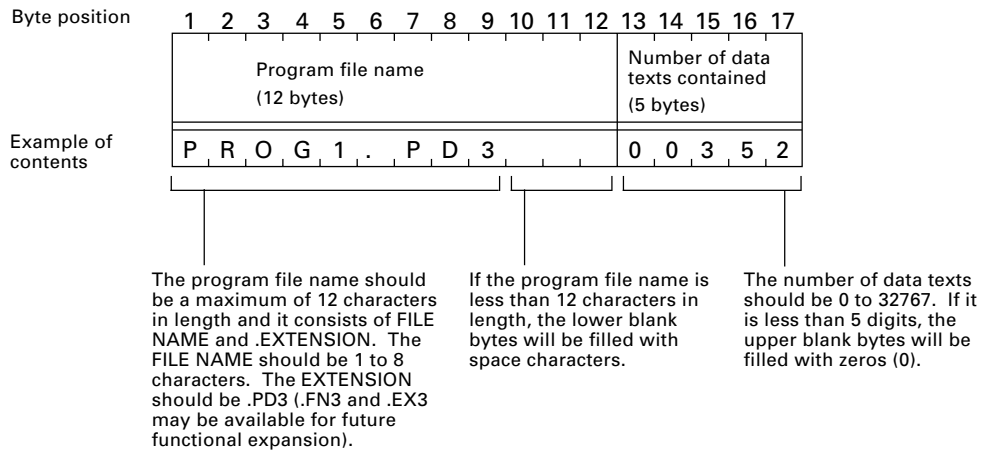 Byte position
1 2 3 4 5 6 7 8 9 10 11 12 13 14 15 16 17
Program file name
(12 bytes)
Number of data
texts contained
(5 bytes)
Example of
contents
P R O G 1 . P D 3
0 0 3 5 2
The program file name should
be a maximum of 12 characters
in length and it consists of FILE
NAME and .EXTENSION. The
FILE NAME should be 1 to 8
characters. The EXTENSION
should be .PD3 (.FN3 and .EX3
may be available for future
functional expansion).
If the program file name is
less than 12 characters in
length, the lower blank
bytes will be filled with
space characters.
The number of data texts
should be 0 to 32767. If it
is less than 5 digits, the
upper blank bytes will be
filled with zeros (0).